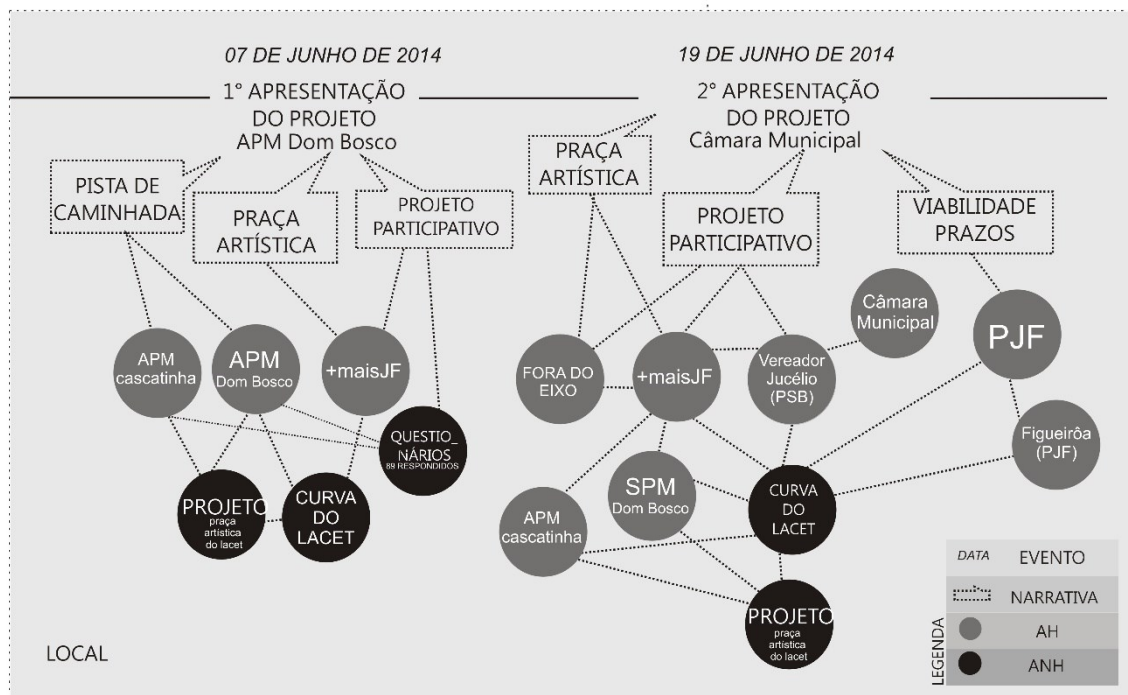 07 DE JUNHO DE 2014
1° APRESENTAÇÃO
DO PROJETO
APM Dom Bosco
PISTA DE
CAMINHADA
PRAÇA
ARTÍSTICA
PROJETO
PARTICIPATIVO
APM
cascatinha
APM
Dom Bosco
+maisJF
QUESTIO_
NÁRIOS
89 RESPONDIDOS
PROJETO
praça
artística
do lacet
CURVA
DO
LACET
19 DE JUNHO DE 2014
2° APRESENTAÇÃO
DO PROJETO
Câmara Municipal
PRAÇA
ARTÍSTICA
PROJETO
PARTICIPATIVO
VIABILIDADE
PRAZOS
FORA DO
EIXO
+maisJF
Vereador
Jucélio
(PSB)
Câmara
Municipal
PJF
Figueirôa
(PJF)
APM
cascatinha
SPM
Dom Bosco
CURVA
DO
LACET
PROJETO
praça
artística
do lacet
LOCAL
LEGENDA
DATA EVENTO
NARRATIVA
AH
ANH